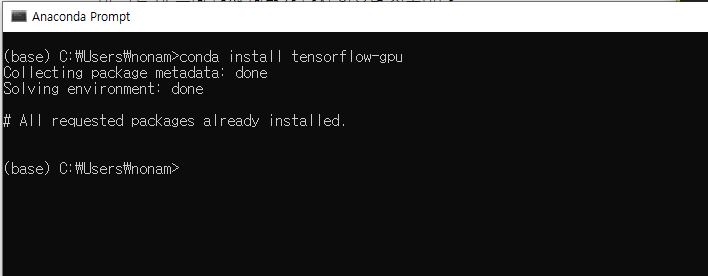 Anaconda Prompt
(base) C:₩Users₩nonam>conda install tensorflow-gpu
Collecting package metadata: done
Solving environment: done
# All requested packages already installed.
(base) C:₩Users₩nonam>